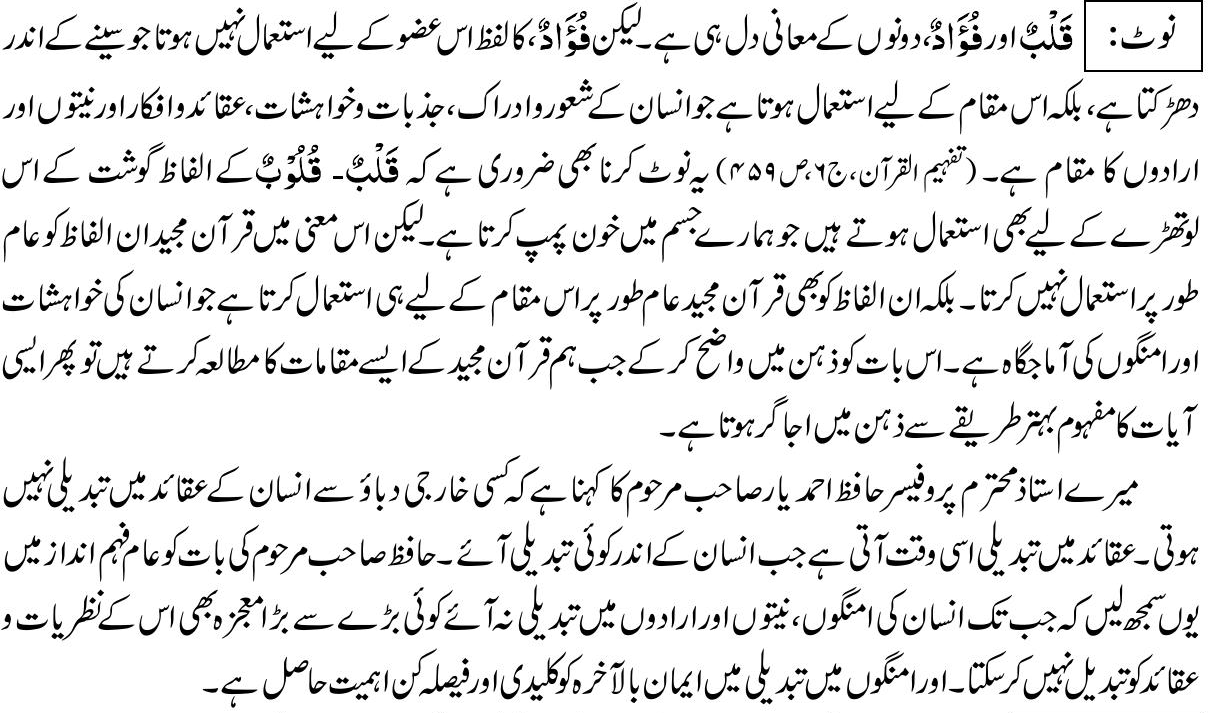 نوٹ: قَلْبٌ اور فُؤَادٌ، دونوں کے معانی دل ہی ہے۔ لیکن فُؤَادٌ، کا لفظ اس عضو کے لیے استعمال نہیں ہوتا جو سینے کے اندر
دھڑکتا ہے، بلکہ اس مقام کے لیے استعمال ہوتا ہے جو انسان کے شعور و ادراک، جذبات و خواہشات، عقائد و افکار اور نیتوں اور
ارادوں کا مقام ہے۔ (تفہیم القرآن، ج۶، ص ۴۵۹) یہ نوٹ کرنا بھی ضروری ہے کہ قَلْبٌ۔ قُلُوْبٌ کے الفاظ گوشت کے اس
لوتھڑے کے لیے بھی استعمال ہوتے ہیں جو ہمارے جسم میں خون پمپ کرتا ہے۔ لیکن اس معنی میں قرآن مجید ان الفاظ کو عام
طور پر استعمال نہیں کرتا۔ بلکہ ان الفاظ کو بھی قرآن مجید عام طور پر اس مقام کے لیے ہی استعمال کرتا ہے جو انسان کی خواہشات
اور امنگوں کی آماجگاہ ہے۔ اس بات کو ذہن میں واضح کر کے جب ہم قرآن مجید کے ایسے مقامات کا مطالعہ کرتے ہیں تو پھر ایسی
آیات کا مفہوم بہتر طریقے سے ذہن میں اجاگر ہوتا ہے۔
میرے استاذ محترم پروفیسر حافظ احمد یار صاحب مرحوم کا کہنا ہے کہ کسی خارجی دباؤ سے انسان کے عقائد میں تبدیلی نہیں
ہوتی۔ عقائد میں تبدیلی اسی وقت آتی ہے جب انسان کے اندر کوئی تبدیلی آئے۔ حافظ صاحب مرحوم کی بات کو عام فہم انداز میں
یوں سمجھ لیں کہ جب تک انسان کی امنگوں، نیتوں اور ارادوں میں تبدیلی نہ آئے کوئی بڑے سے بڑا معجزہ بھی اس کے نظریات و
عقائد کو تبدیل نہیں کر سکتا۔ اور امنگوں میں تبدیلی میں ایمان بالآخرہ کو کلیدی اور فیصلہ کن اہمیت حاصل ہے۔